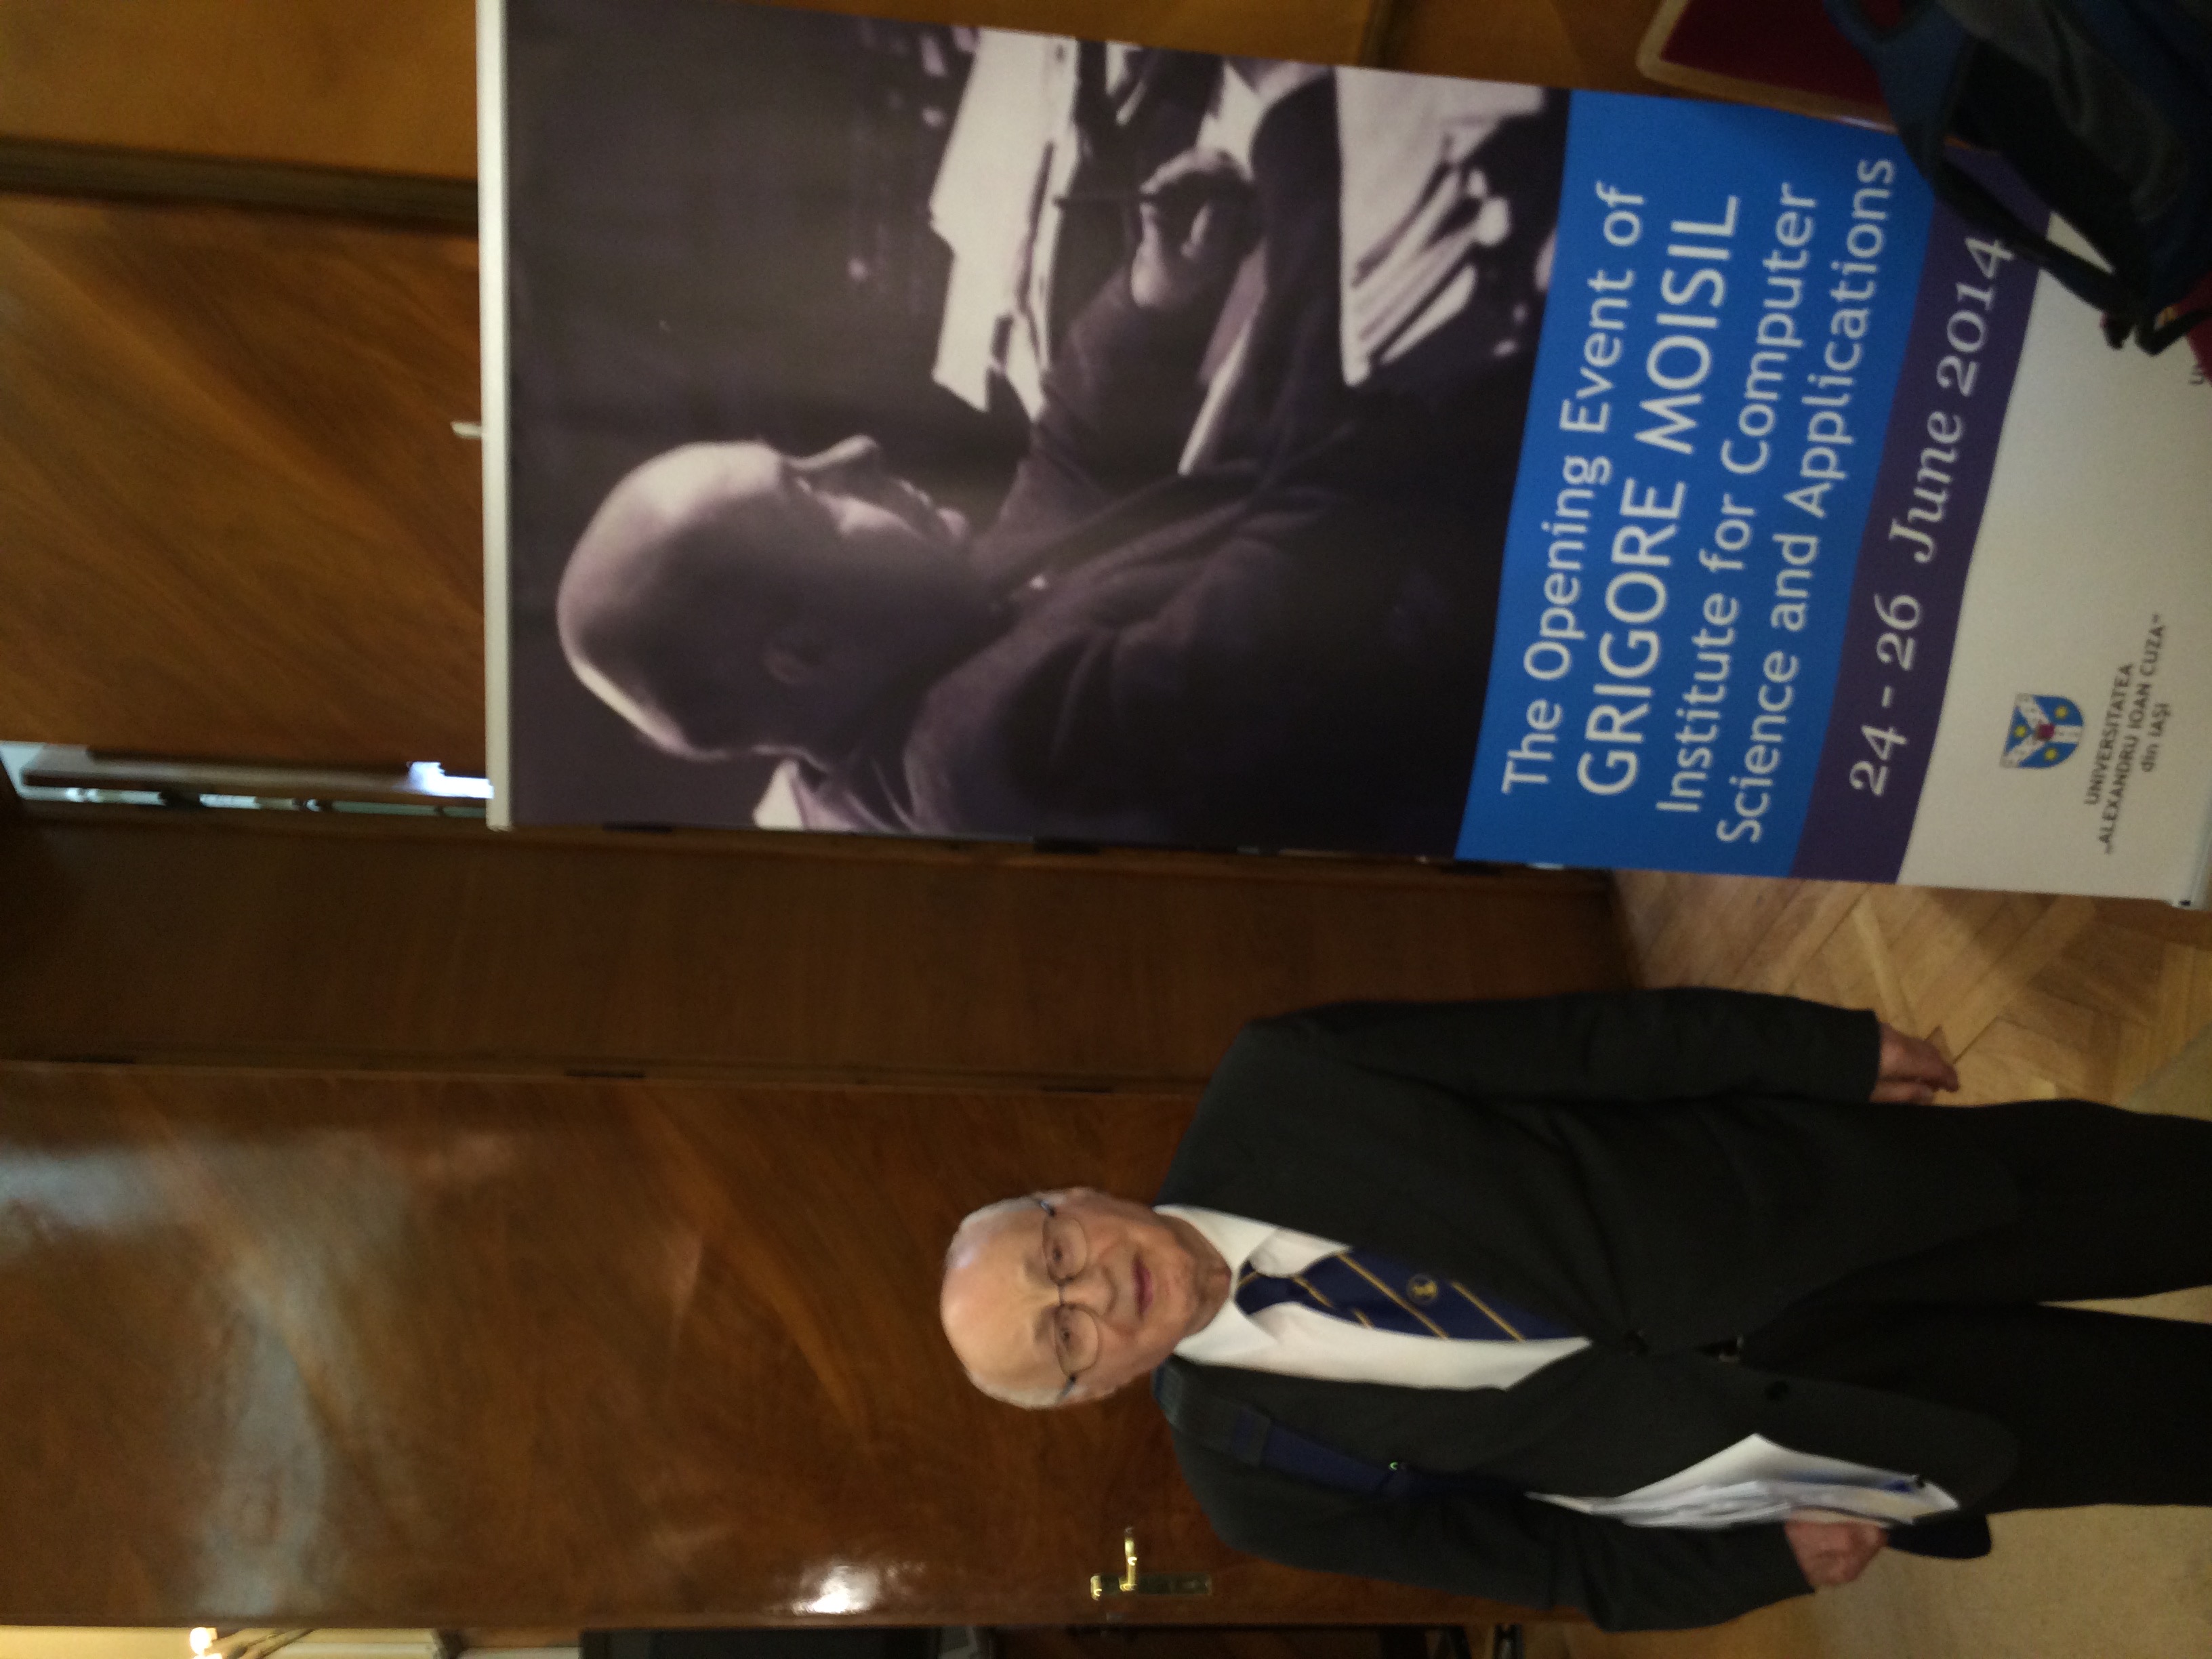 The Opening Event of
GRIGORE MOISIL
Institute for Computer
Science and Applications
24 - 26 June 2014
UNIVERSITATEA
„ALEXANDRU IOAN CUZA"
din IAŞI